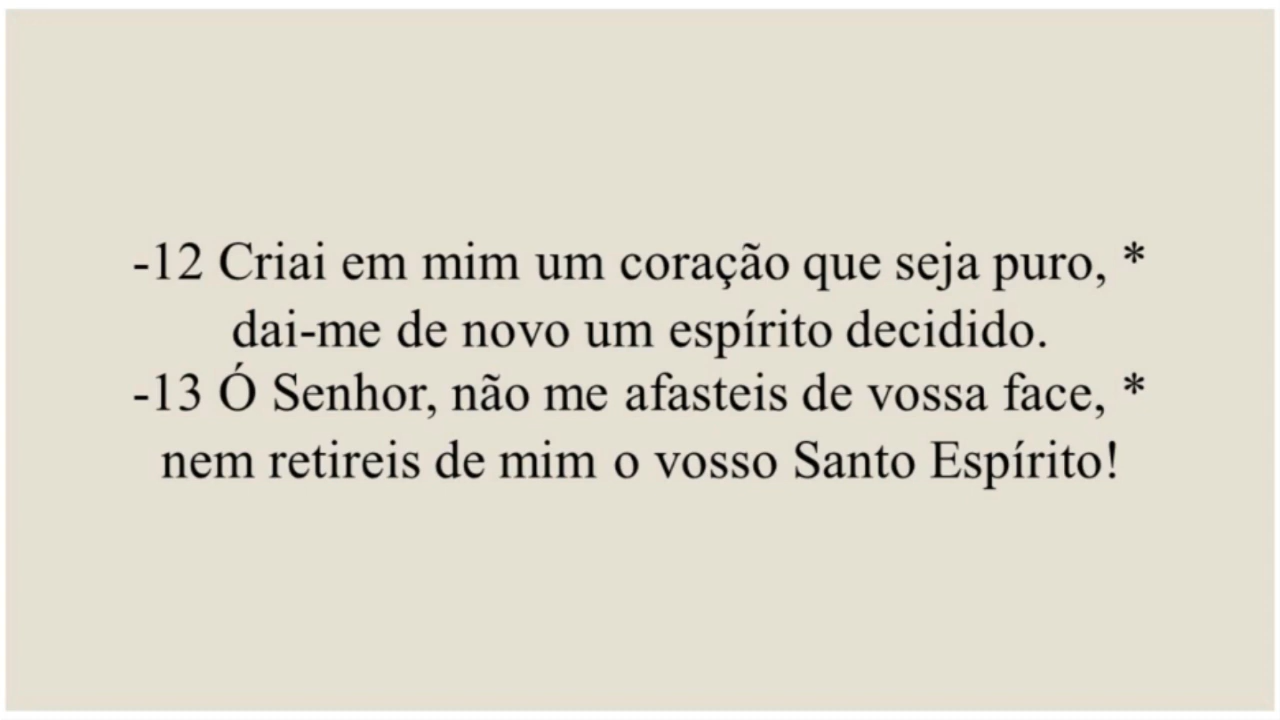 -12 Criai em mim um coração que seja puro, *
dai-me de novo um espírito decidido.
-13 Ó Senhor, não me afasteis de vossa face, *
nem retireis de mim o vosso Santo Espírito!